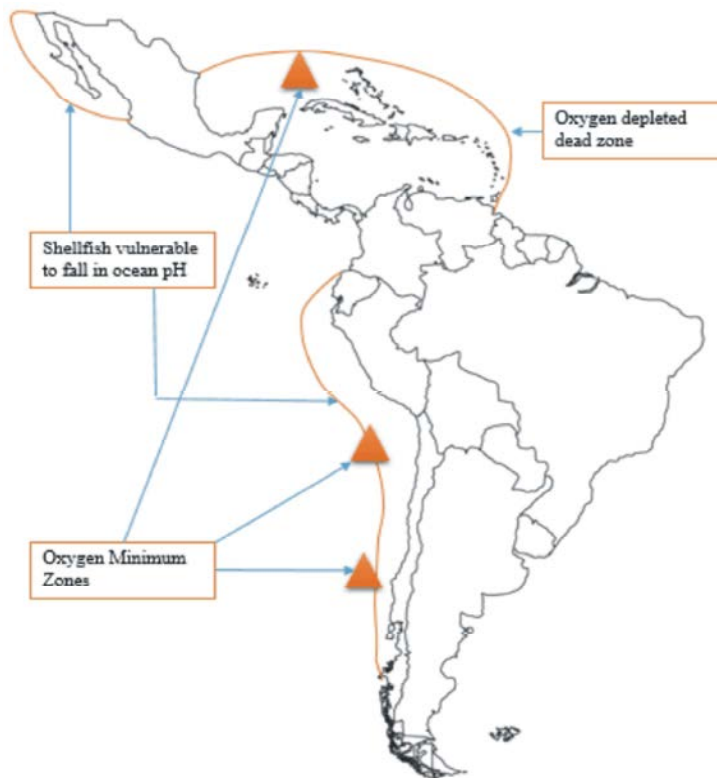 Oxygen depleted
dead zone
Shellfish vulnerable
to fall in ocean pH
Oxygen Minimum
Zones